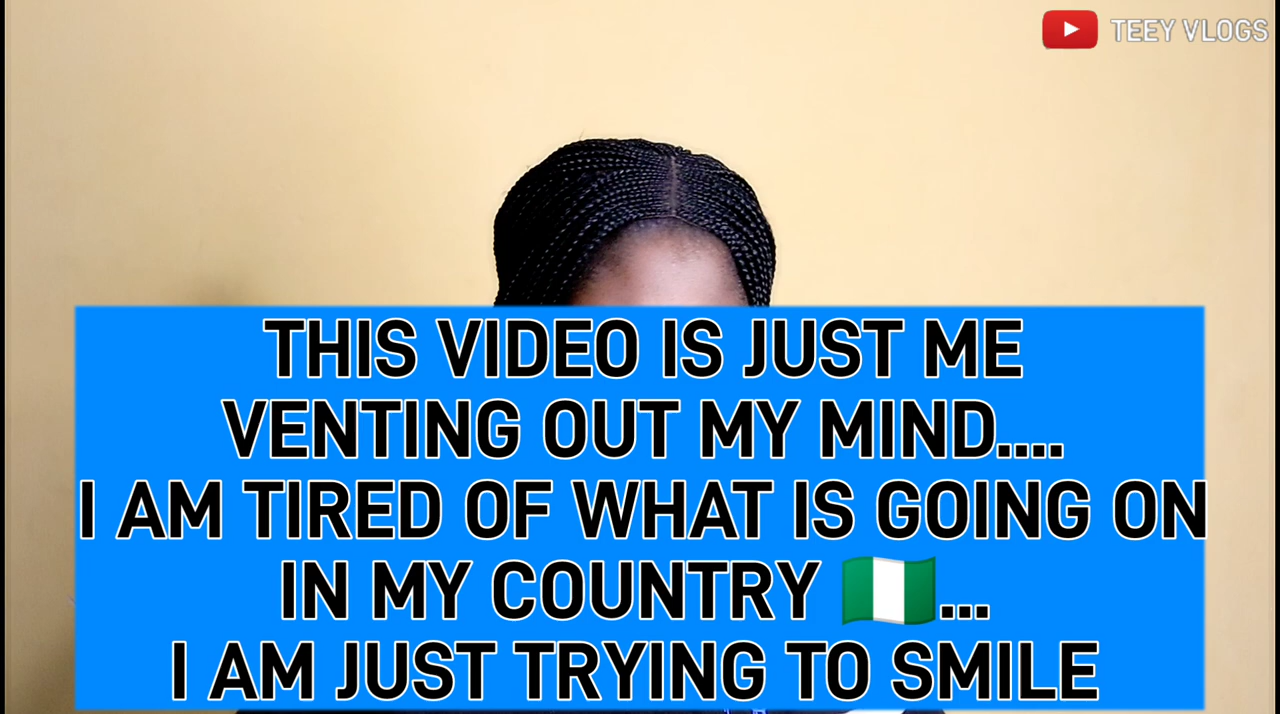 TEEY VLOGS
THIS VIDEO IS JUST ME
VENTING OUT MY MIND....
I AM TIRED OF WHAT IS GOING ON
IN MY COUNTRY 🇳🇬...
I AM JUST TRYING TO SMILE